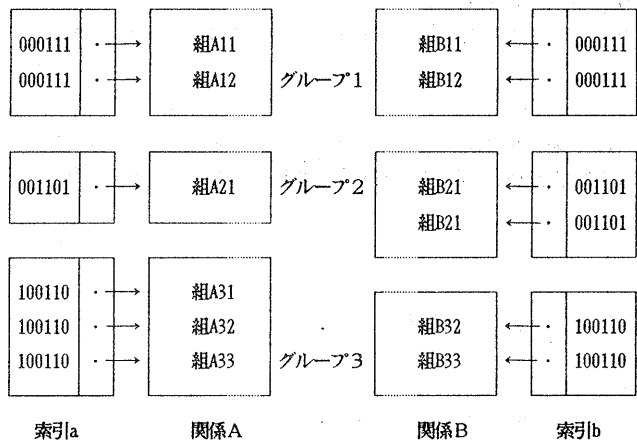 000111 · → 組A11 組B11 ← · 000111
000111 · → 組A12 グループ1 組B12 ← · 000111
001101 · → 組A21 グループ2 組B21 ← · 001101
組B21 ← · 001101
100110 · → 組A31
100110 · → 組A32 組B32 ← · 100110
100110 · → 組A33 グループ3 組B33 ← · 100110
索引a 関係A 関係B 索引b